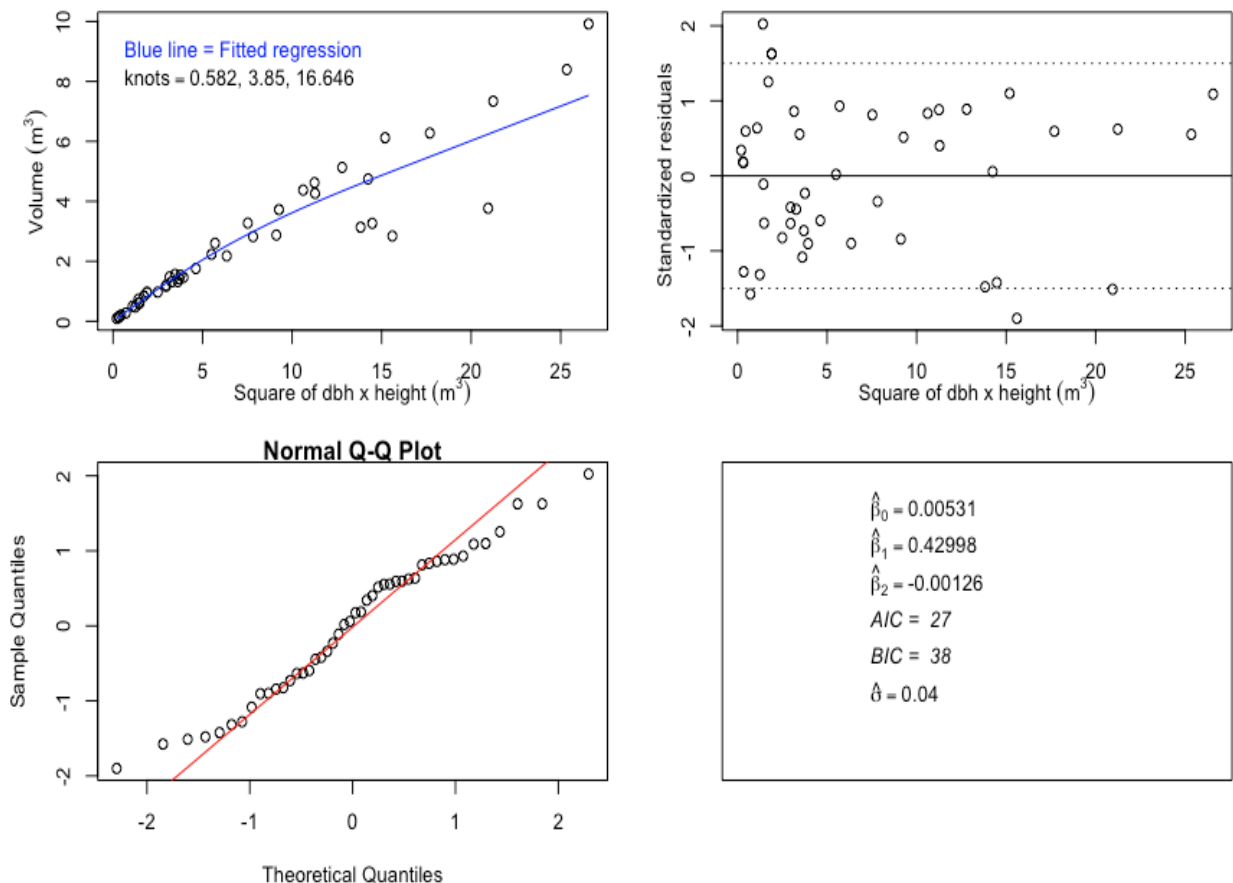 Blue line = Fitted regression
knots = 0.582, 3.85, 16.646
Volume (m³)
0 2 4 6 8 10
0 5 10 15 20 25
Square of dbh x height (m³)
Standardized residuals
-2 -1 0 1 2
0 5 10 15 20 25
Square of dbh x height (m³)
Normal Q-Q Plot
Sample Quantiles
-2 -1 0 1 2
-2 -1 0 1 2
Theoretical Quantiles
β̂₀ = 0.00531
β̂₁ = 0.42998
β̂₂ = -0.00126
AIC = 27
BIC = 38
σ̂ = 0.04